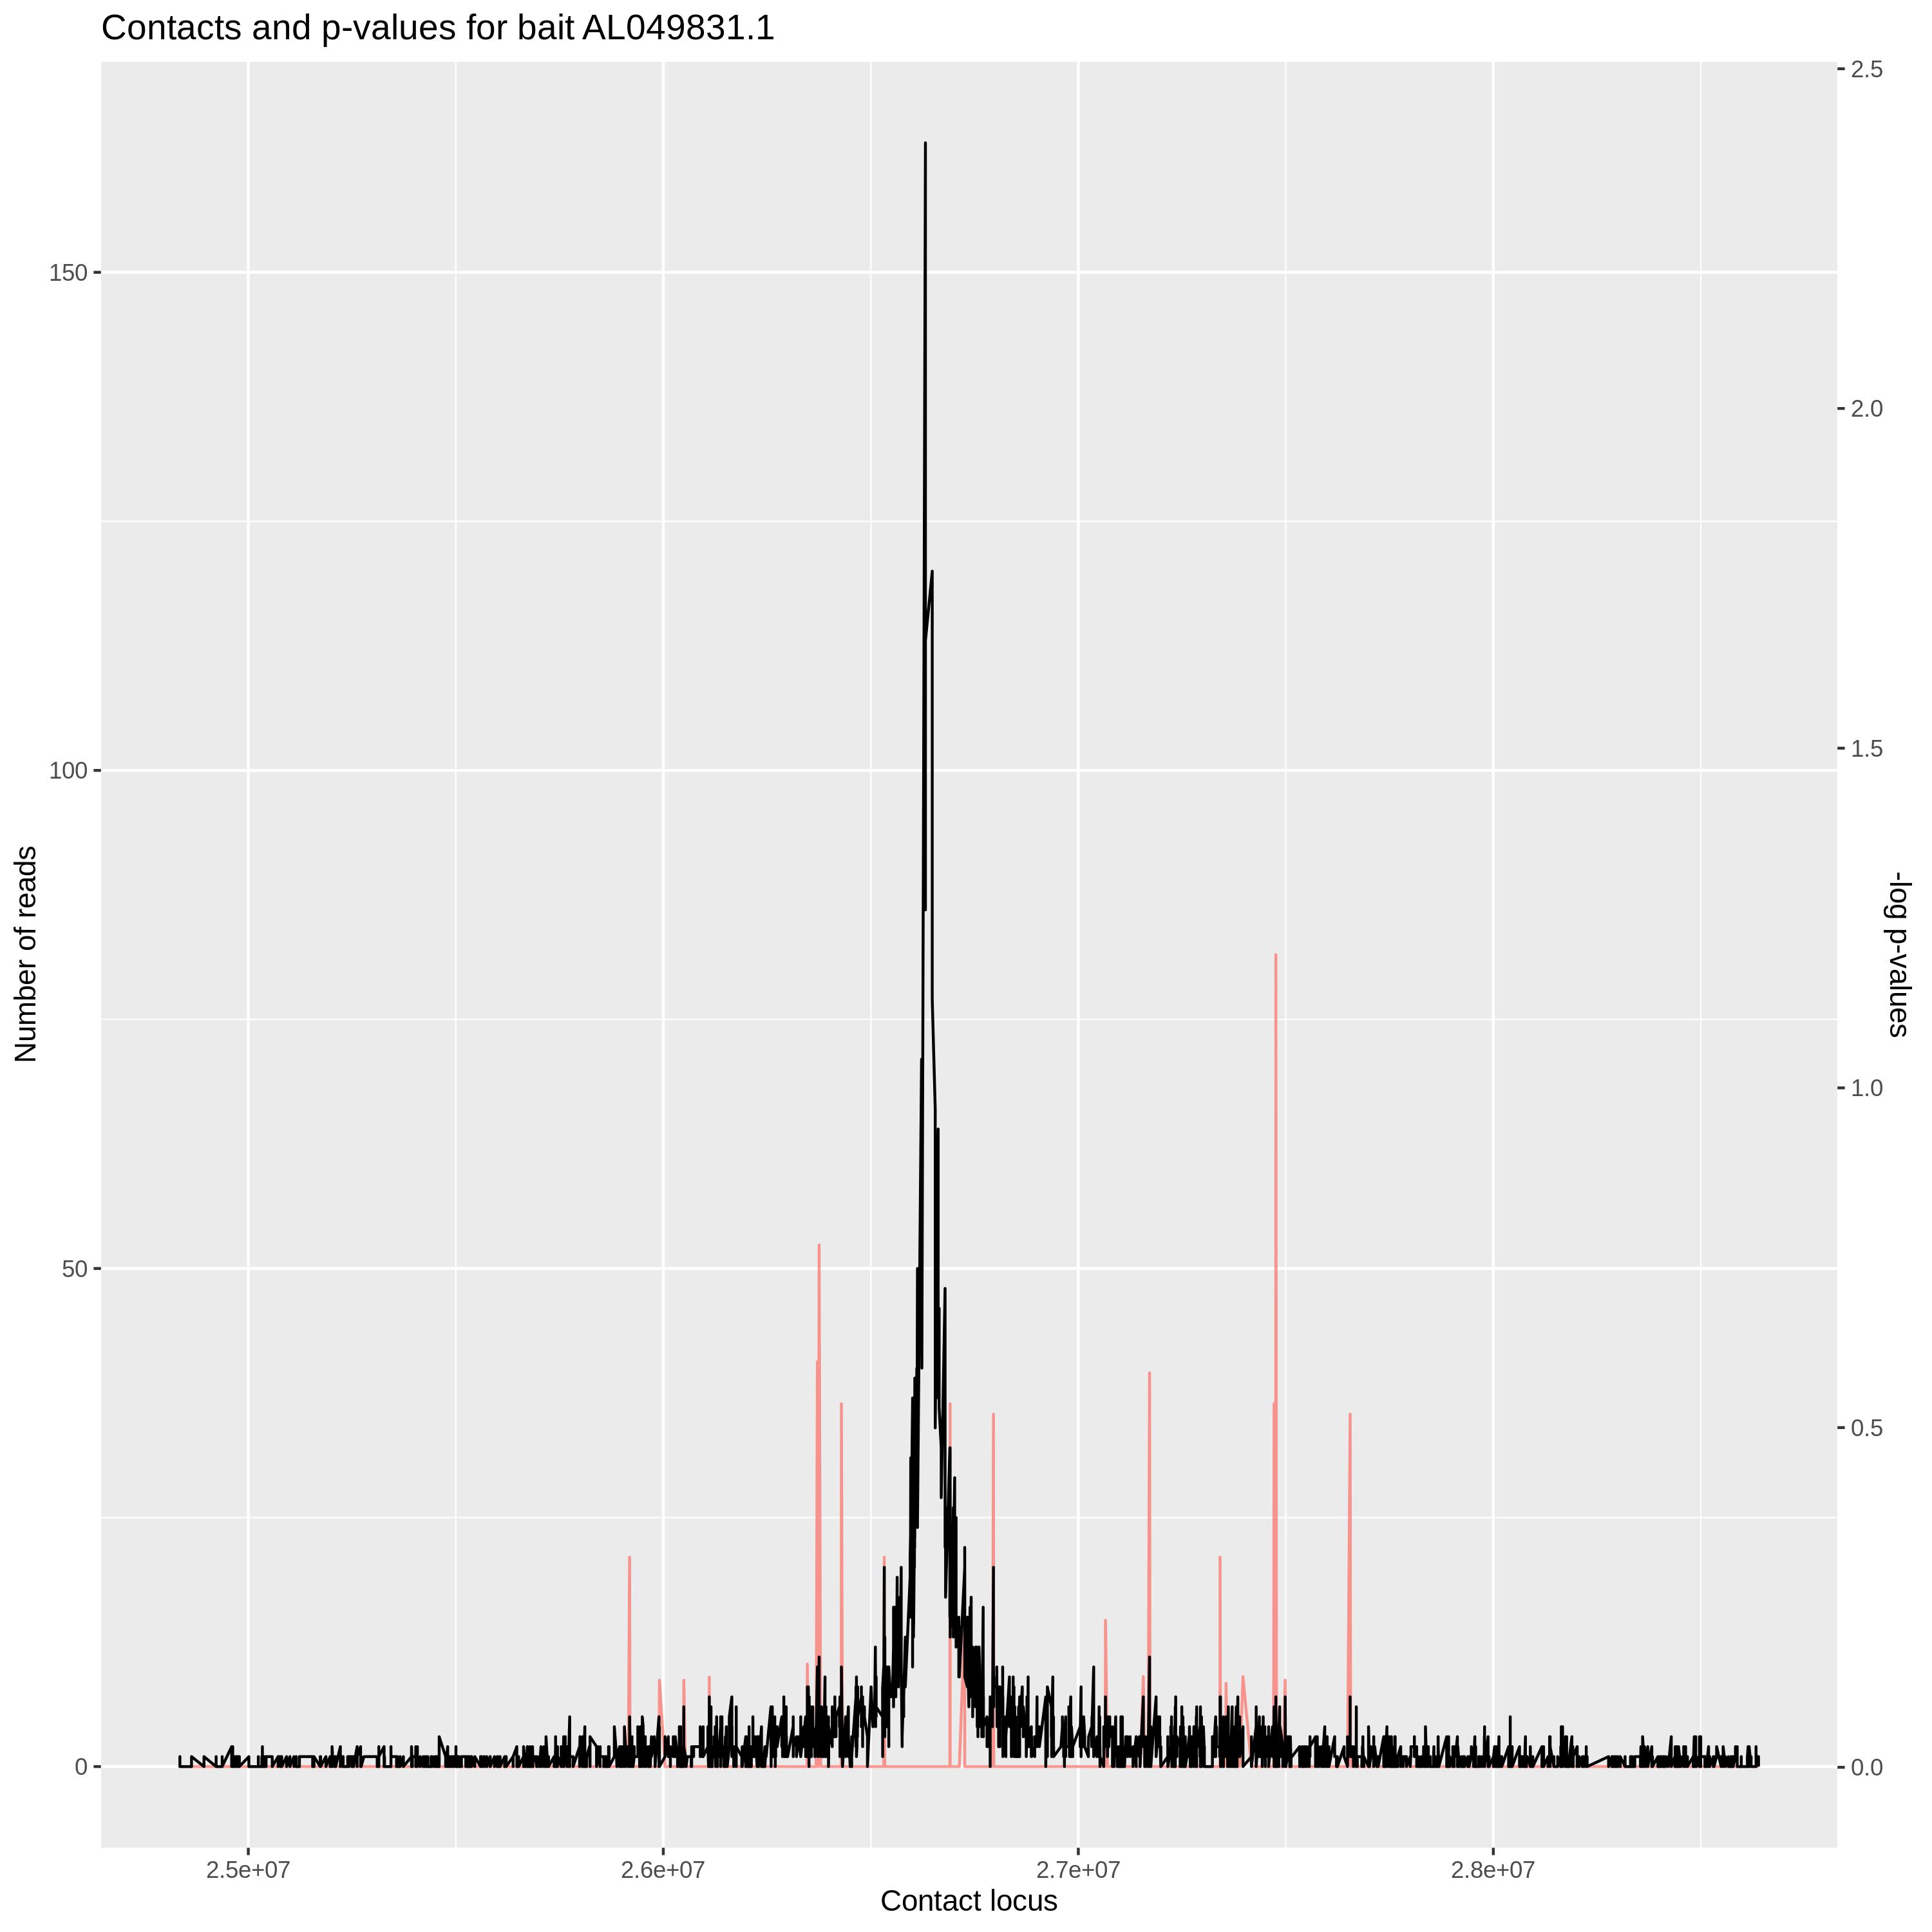 Contacts and p-values for bait AL049831.1
Number of reads
150
100
50
0
2.5
2.0
1.5
1.0
0.5
0.0
-log p-values
2.5e+07
2.6e+07
2.7e+07
2.8e+07
Contact locus